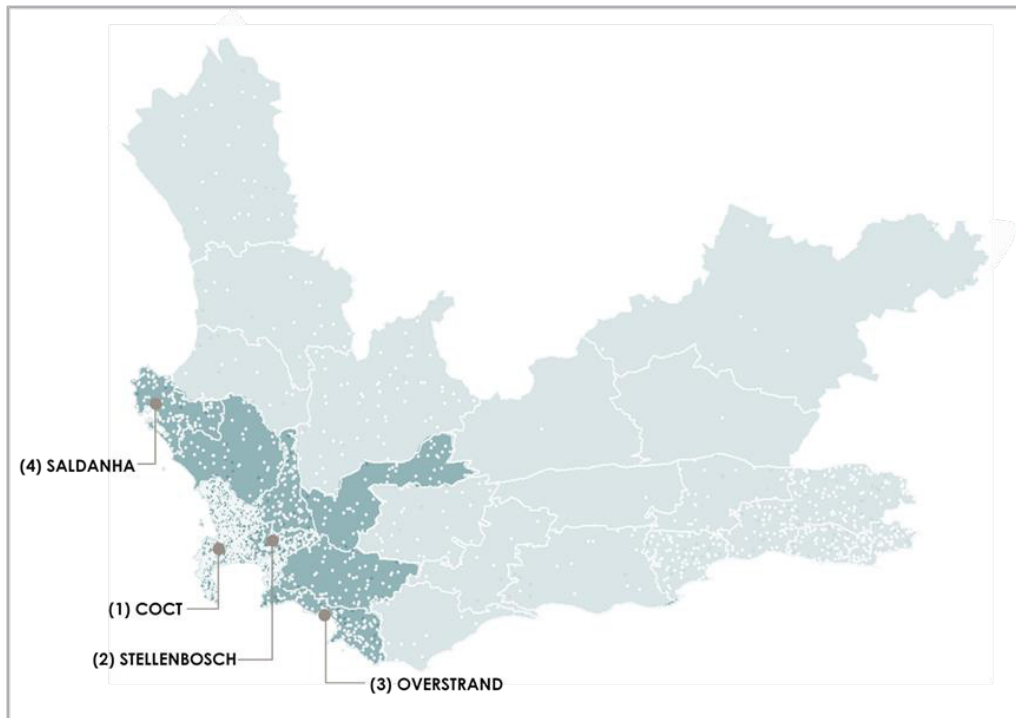 (4) SALDANHA
(1) COCT
(2) STELLENBOSCH
(3) OVERSTRAND